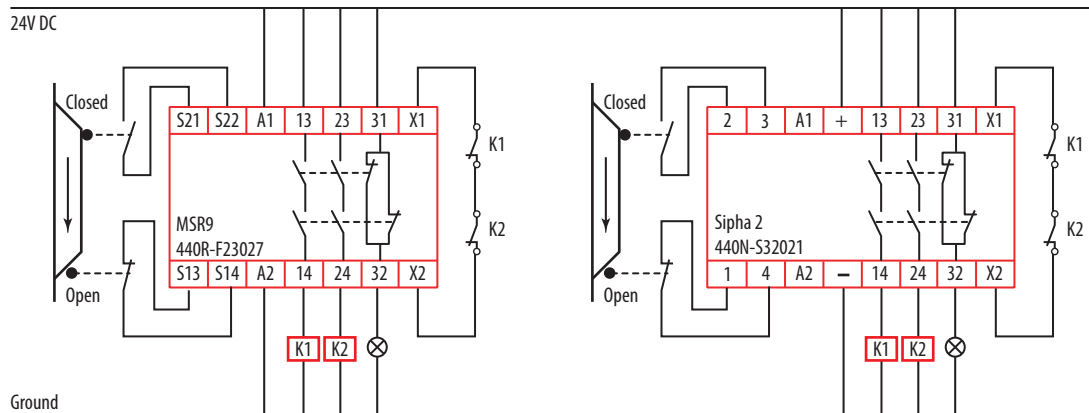 24V DC
Closed
S21 S22 A1 13 23 31 X1
K1
MSR9
440R-F23027
K2
S13 S14 A2 14 24 32 X2
Open
K1 K2
Closed
2 3 A1 + 13 23 31 X1
K1
Sipha 2
440N-S32021
K2
1 4 A2 – 14 24 32 X2
Open
K1 K2
Ground